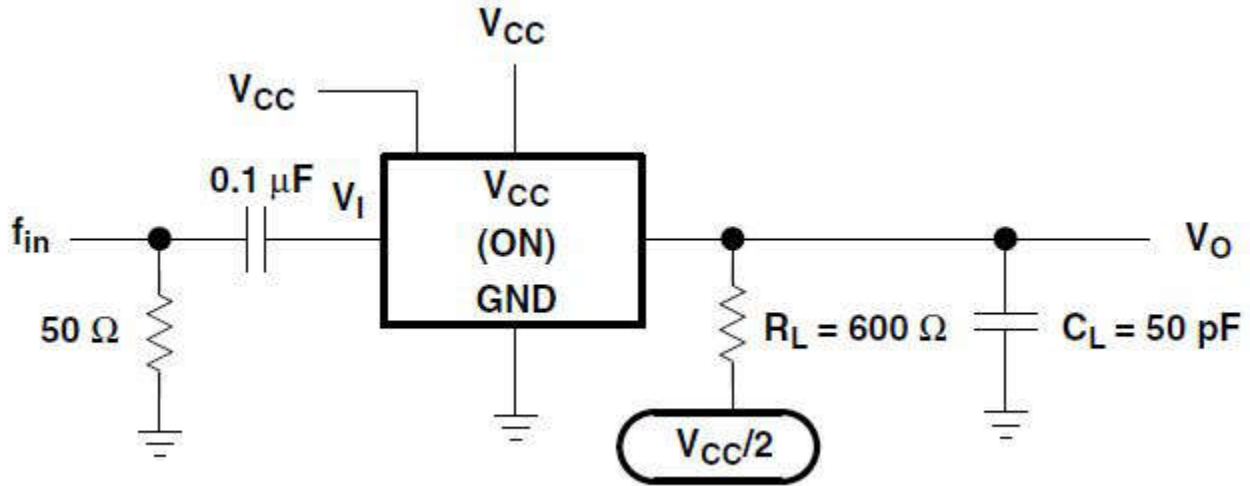 VCC
VCC
0.1 μF
VI
fin
VCC
(ON)
GND
VO
50 Ω
RL = 600 Ω
CL = 50 pF
VCC/2